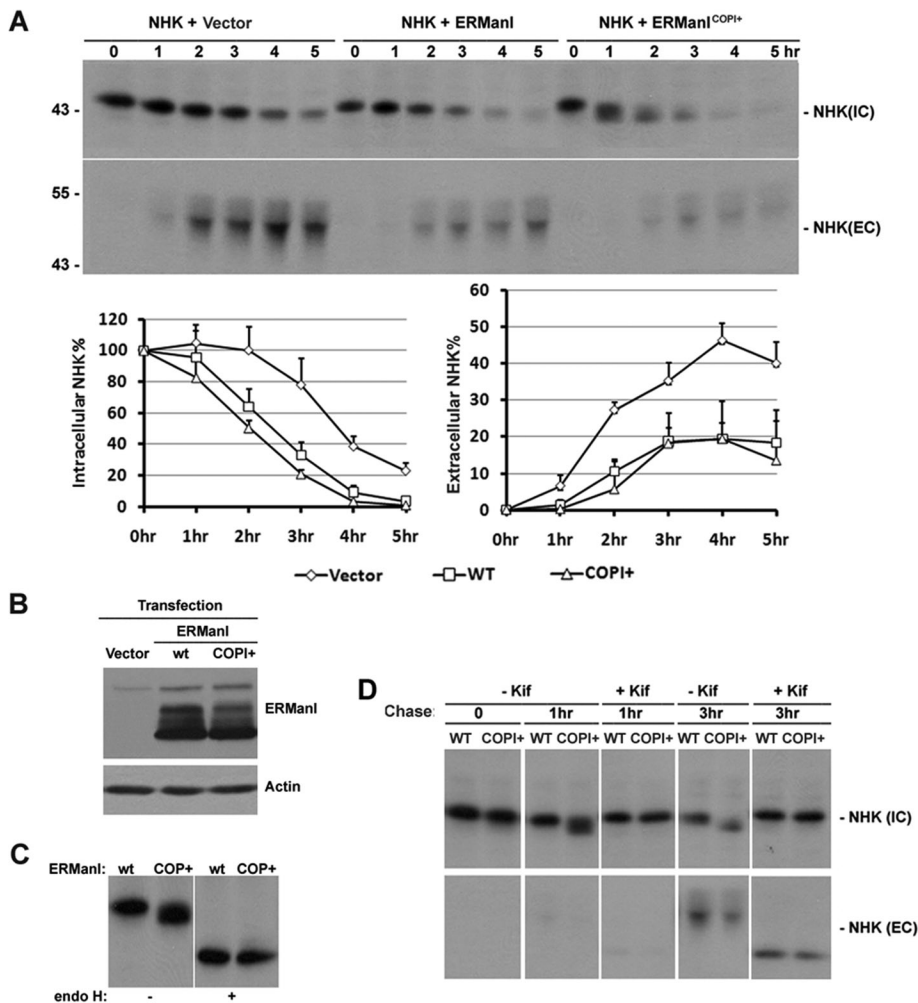 A
NHK + Vector NHK + ERManI NHK + ERManI^COPI+
0 1 2 3 4 5 0 1 2 3 4 5 0 1 2 3 4 5 hr
43 - - NHK(IC)
55 -
- NHK(EC)
43 -
Intracellular NHK%
120
100
80
60
40
20
0
0hr 1hr 2hr 3hr 4hr 5hr
Extracellular NHK%
60
50
40
30
20
10
0
0hr 1hr 2hr 3hr 4hr 5hr
Vector WT COPI+
B
Transfection
ERManI
Vector wt COPI+
ERManI
Actin
C
ERManI: wt COP+ wt COP+
endo H: - +
D
- Kif + Kif - Kif + Kif
Chase: 0 1hr 1hr 3hr 3hr
WT COPI+ WT COPI+ WT COPI+ WT COPI+ WT COPI+
- NHK (IC)
- NHK (EC)